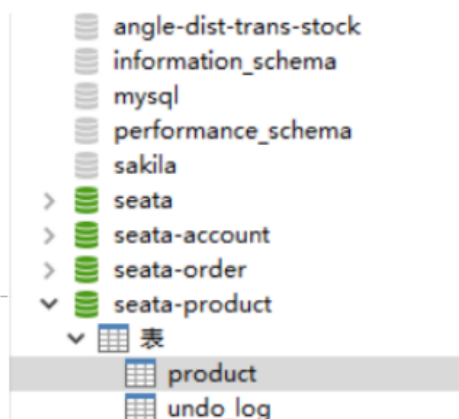 angle-dist-trans-stock
information_schema
mysql
performance_schema
sakila
seata
seata-account
seata-order
seata-product
表
product
undo_log